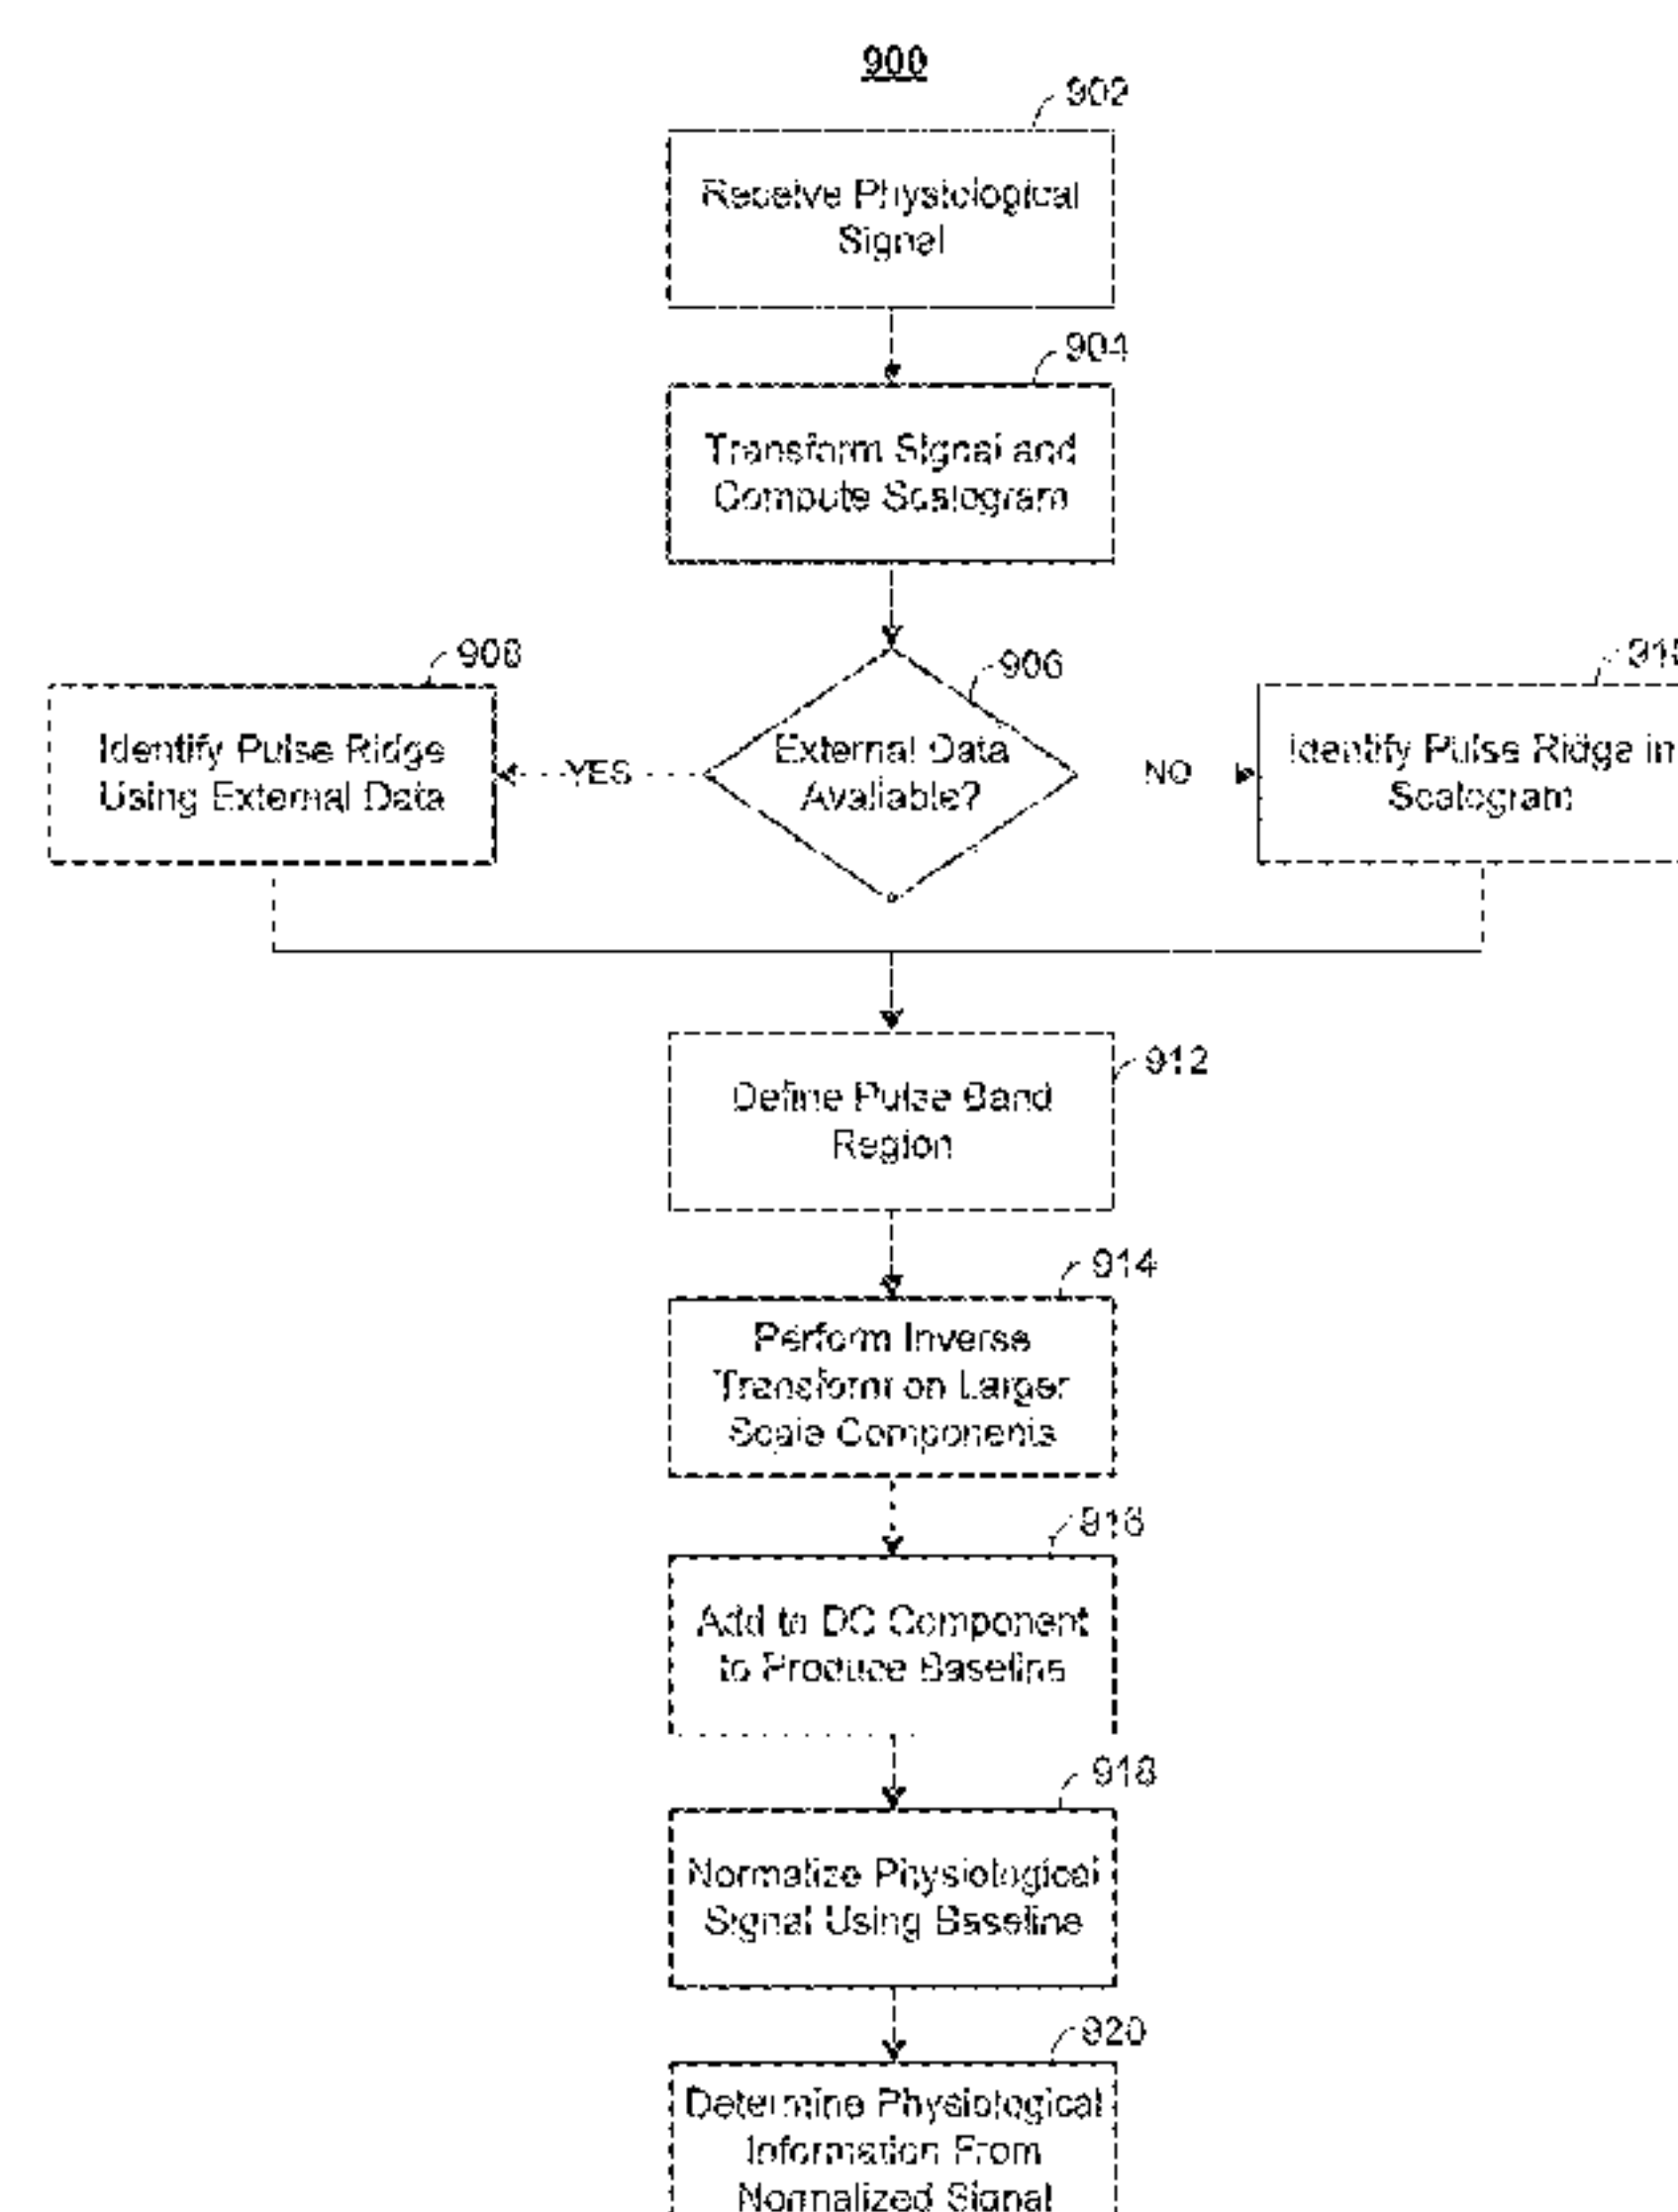 900
902
Receive Physiological
Signal
904
Transform Signal and
Compute Scalogram
908
906
Identify Pulse Ridge
Using External Data
YES
External Data
Available?
NO
Identify Pulse Ridge in
Scalogram
912
Define Pulse Band
Region
914
Perform Inverse
Transform on Larger
Scale Components
916
Add to DC Component
to Produce Baseline
918
Normalize Physiological
Signal Using Baseline
920
Determine Physiological
Information From
Normalized Signal